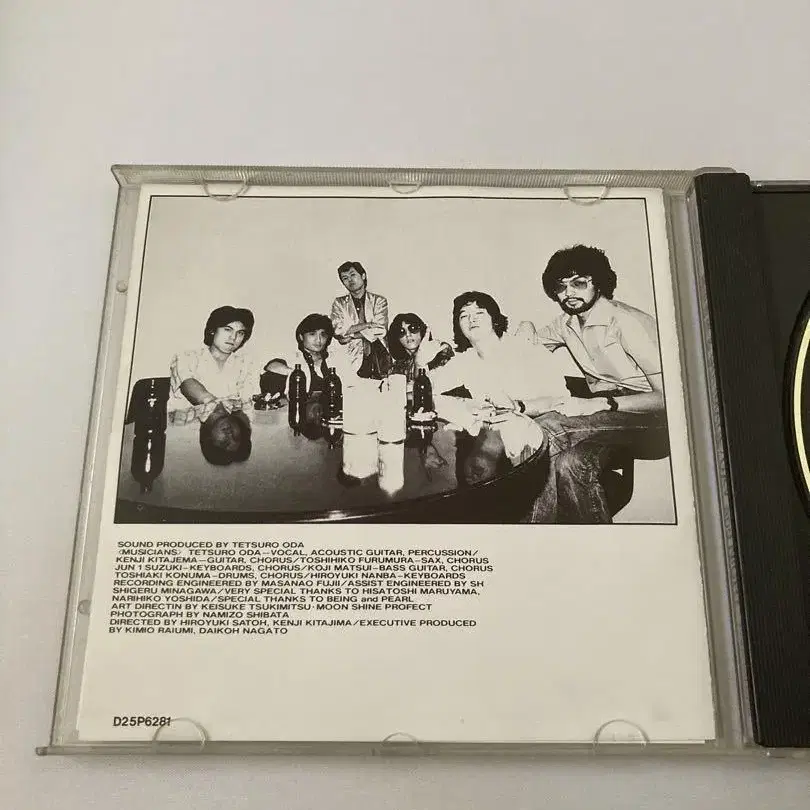 SOUND PRODUCED BY TETSURO ODA
〈MUSICIANS〉 TETSURO ODA—VOCAL, ACOUSTIC GUITAR, PERCUSSION/
KENJI KITAJEMA—GUITAR, CHORUS/TOSHIHIKO FURUMURA—SAX, CHORUS
JUN 1 SUZUKI—KEYBOARDS, CHORUS/KOJI MATSUI—BASS GUITAR, CHORUS
TOSHIAKI KONUMA—DRUMS, CHORUS/HIROYUKI NANBA—KEYBOARDS
RECORDING ENGINEERED BY MASANAO FUJII/ASSIST ENGINEERED BY SH
SHIGERU MINAGAWA/VERY SPECIAL THANKS TO HISATOSHI MARUYAMA,
NARIHIKO YOSHIDA/SPECIAL THANKS TO BEING and PEARL
ART DIRECTIN BY KEISUKE TSUKIMITSU·MOON SHINE PROFECT
PHOTOGRAPH BY NAMIZO SHIBATA
DIRECTED BY HIROYUKI SATOH, KENJI KITAJIMA/EXECUTIVE PRODUCED
BY KIMIO RAIUMI, DAIKOH NAGATO
D25P6281